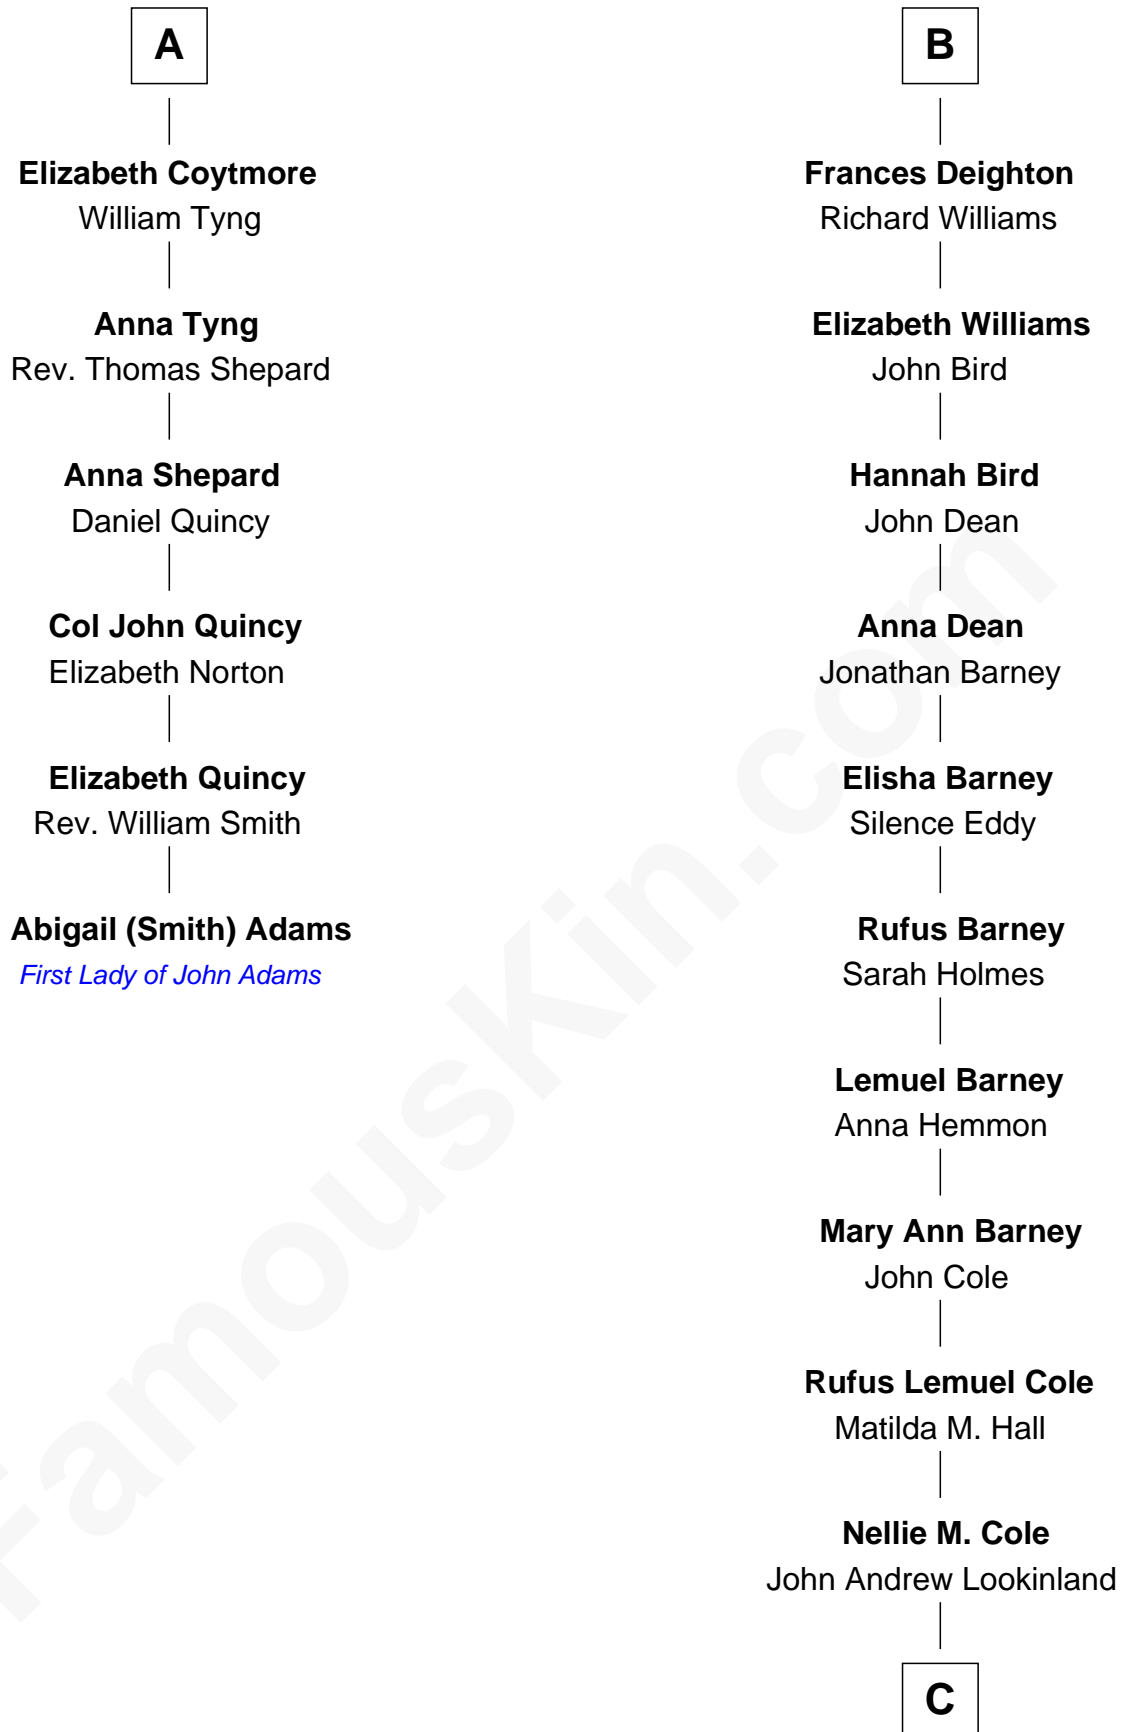 A
Elizabeth Coytmore
William Tyng
Anna Tyng
Rev. Thomas Shepard
Anna Shepard
Daniel Quincy
Col John Quincy
Elizabeth Norton
Elizabeth Quincy
Rev. William Smith
Abigail (Smith) Adams
First Lady of John Adams
B
Frances Deighton
Richard Williams
Elizabeth Williams
John Bird
Hannah Bird
John Dean
Anna Dean
Jonathan Barney
Elisha Barney
Silence Eddy
Rufus Barney
Sarah Holmes
Lemuel Barney
Anna Hemmon
Mary Ann Barney
John Cole
Rufus Lemuel Cole
Matilda M. Hall
Nellie M. Cole
John Andrew Lookinland
C
FamousKin.com